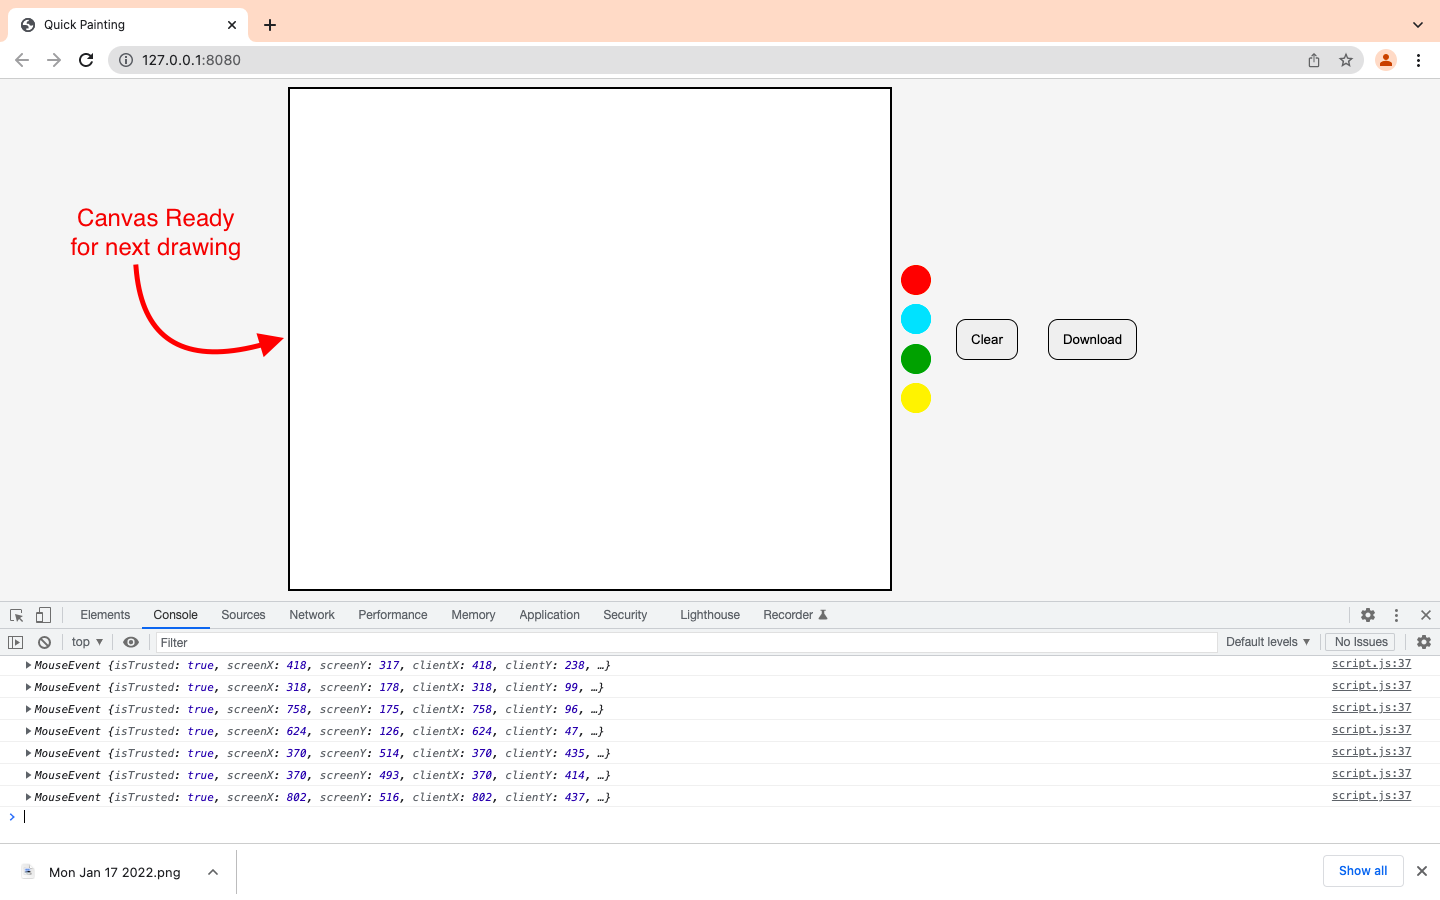 Quick Painting
127.0.0.1:8080
Canvas Ready
for next drawing
Clear
Download
Elements Console Sources Network Performance Memory Application Security Lighthouse Recorder
top Filter Default levels No Issues
MouseEvent {isTrusted: true, screenX: 418, screenY: 317, clientX: 418, clientY: 238, …} script.js:37
MouseEvent {isTrusted: true, screenX: 318, screenY: 178, clientX: 318, clientY: 99, …} script.js:37
MouseEvent {isTrusted: true, screenX: 758, screenY: 175, clientX: 758, clientY: 96, …} script.js:37
MouseEvent {isTrusted: true, screenX: 624, screenY: 126, clientX: 624, clientY: 47, …} script.js:37
MouseEvent {isTrusted: true, screenX: 370, screenY: 514, clientX: 370, clientY: 435, …} script.js:37
MouseEvent {isTrusted: true, screenX: 370, screenY: 493, clientX: 370, clientY: 414, …} script.js:37
MouseEvent {isTrusted: true, screenX: 802, screenY: 516, clientX: 802, clientY: 437, …} script.js:37
Mon Jan 17 2022.png Show all